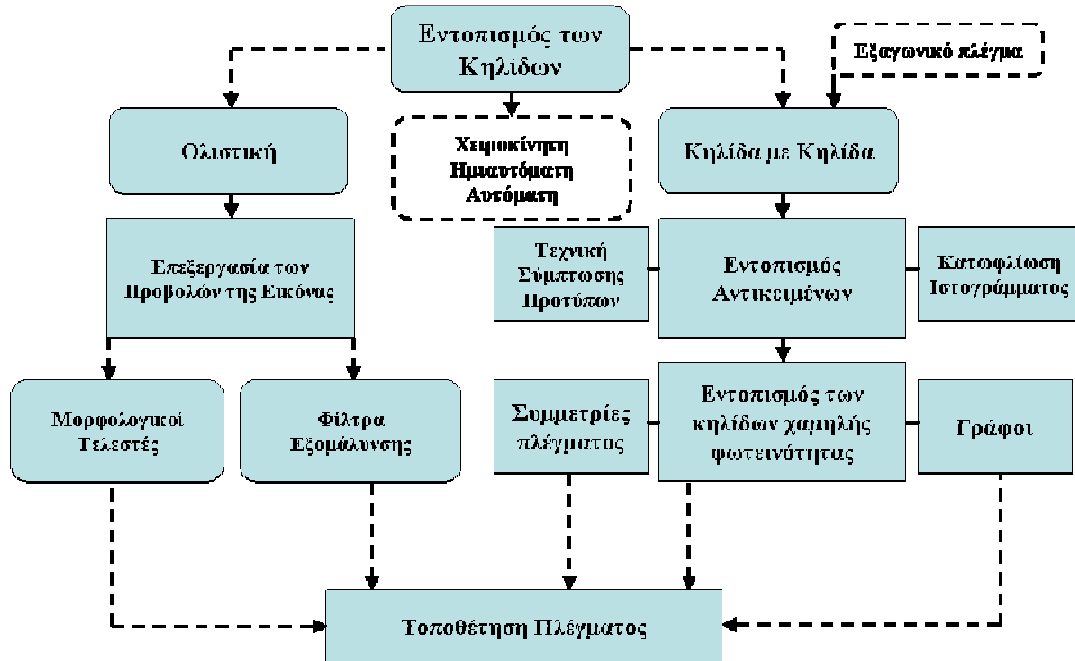 Εντοπισμός των
Κηλίδων
Εξαγωνικό πλέγμα
Ολιστική
Χειροκίνητη
Ημιαυτόματη
Αυτόματη
Κηλίδα με Κηλίδα
Επεξεργασία των
Προβολών της Εικόνας
Τεχνική
Σύμπτωσης
Προτύπων
Εντοπισμός
Αντικειμένων
Κατωφλίωση
Ιστογράμματος
Μορφολογικοί
Τελεστές
Φίλτρα
Εξομάλυνσης
Συμμετρίες
πλέγματος
Εντοπισμός των
κηλίδων χαμηλής
φωτεινότητας
Γράφοι
Τοποθέτηση Πλέγματος